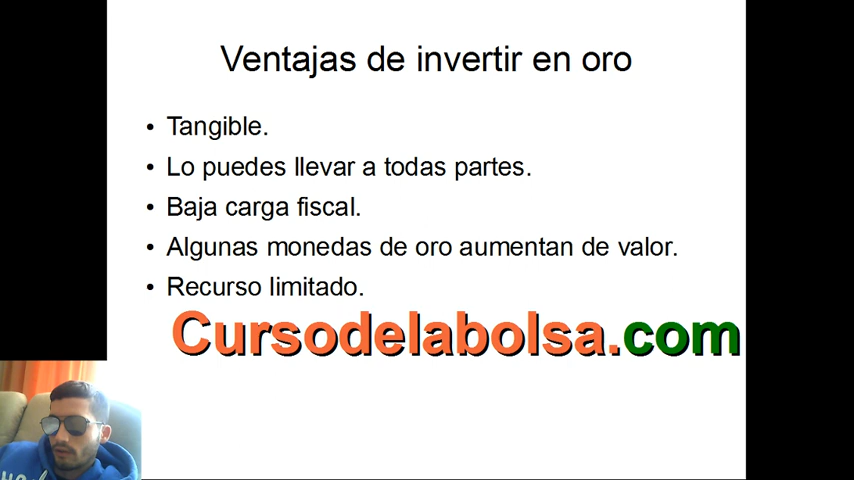 Ventajas de invertir en oro
• Tangible.
• Lo puedes llevar a todas partes.
• Baja carga fiscal.
• Algunas monedas de oro aumentan de valor.
• Recurso limitado.
Cursodelabolsa.com